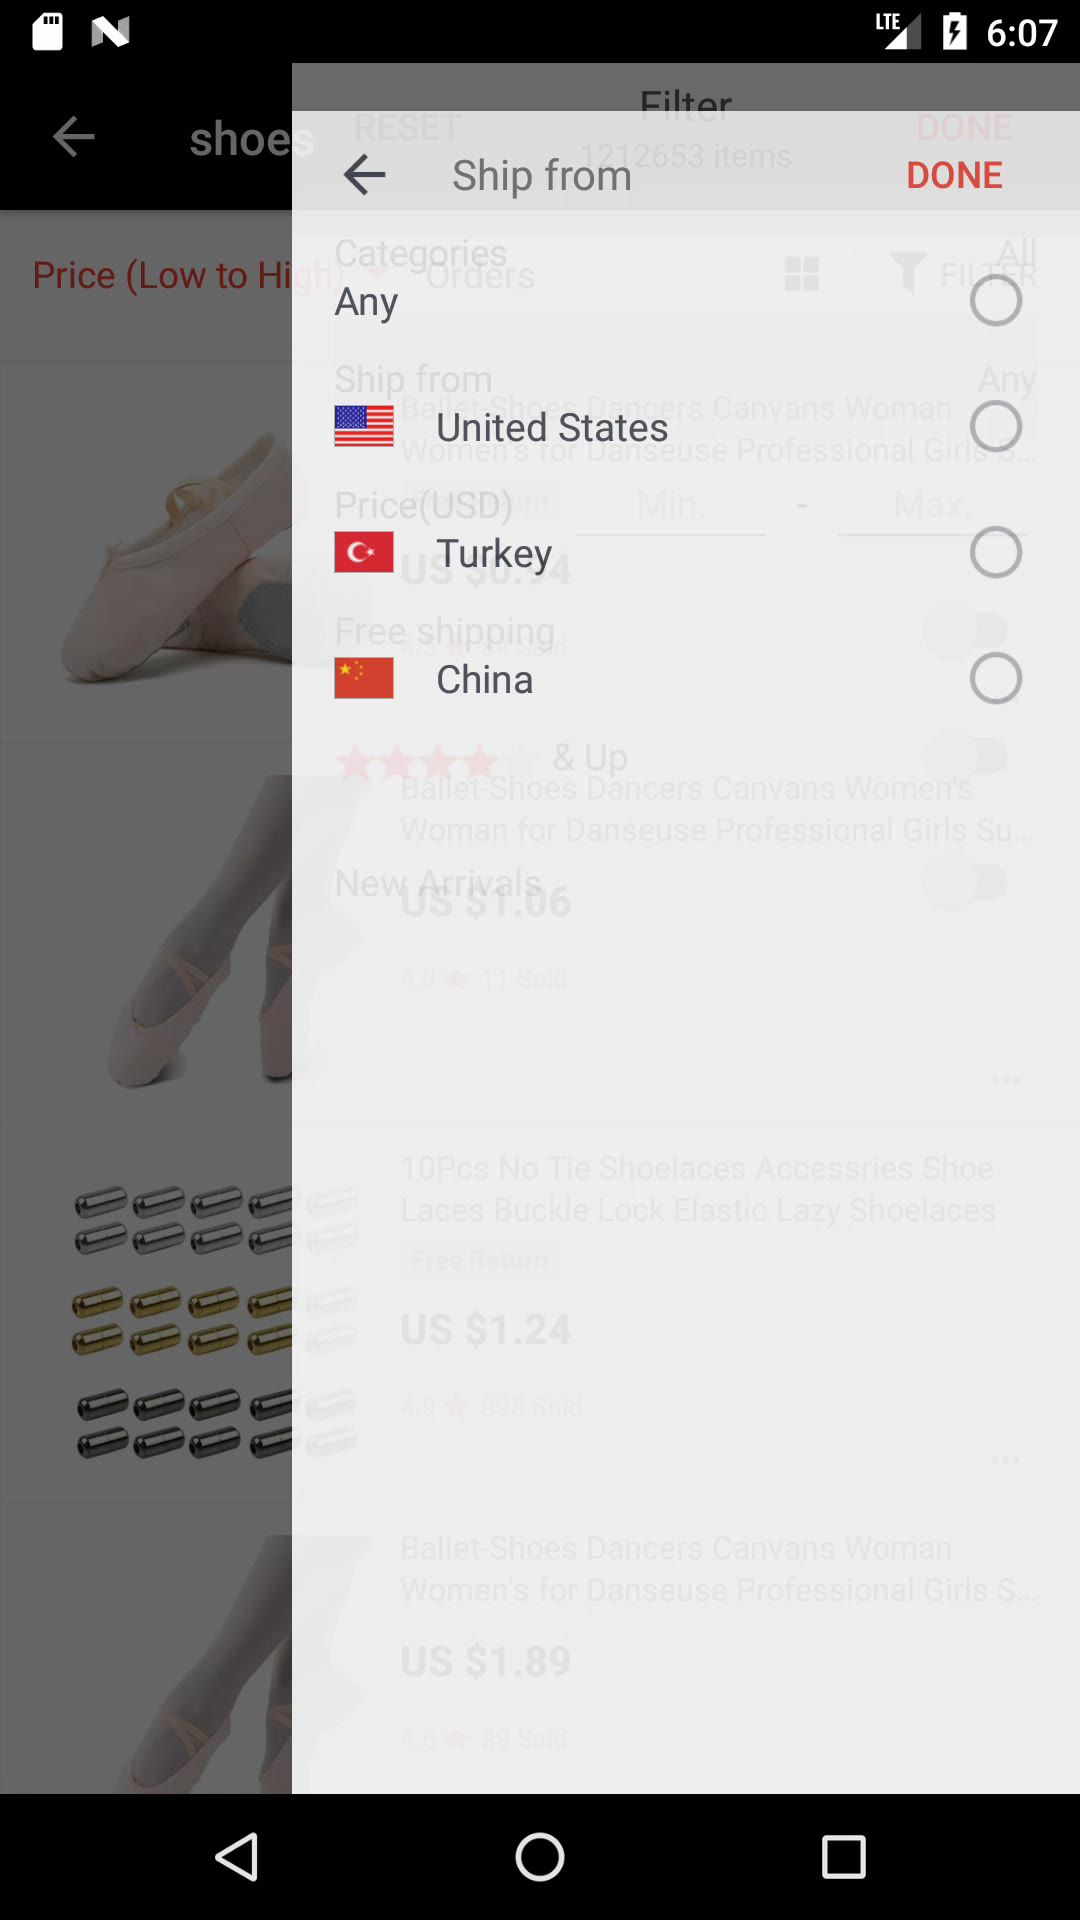 LTE 6:07
shoes
Filter
RESET
DONE
1212653 items
Ship from
DONE
Categories
All
Price (Low to High)
Orders
FILTER
Any
Ship from
Any
Ballet-Shoes Dancers Canvans Woman
United States
Women's for Danseuse Professional Girls S...
Price(USD)
Min.
-
Max.
Turkey
US $0.94
Free shipping
Sold
China
& Up
Ballet-Shoes Dancers Canvans Women's
Woman for Danseuse Professional Girls Su...
New Arrivals
US $1.06
4.9 11 Sold
10Pcs No Tie Shoelaces Accessries Shoe
Laces Buckle Lock Elastic Lazy Shoelaces
Free Return
US $1.24
4.9 898 Sold
Ballet-Shoes Dancers Canvans Woman
Women's for Danseuse Professional Girls S...
US $1.89
4.6 39 Sold